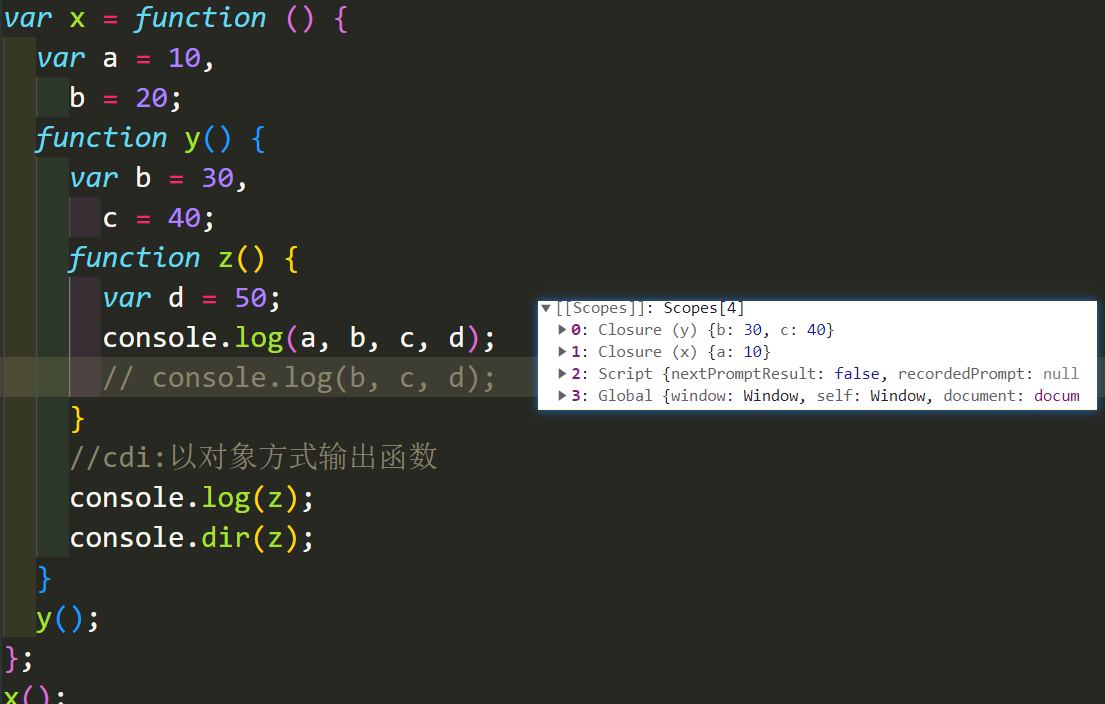 var x = function () {
var a = 10,
b = 20;
function y() {
var b = 30,
c = 40;
function z() {
var d = 50;
console.log(a, b, c, d);
// console.log(b, c, d);
}
//cdi:以对象方式输出函数
console.log(z);
console.dir(z);
}
y();
};
x();
▼[[Scopes]]: Scopes[4]
▶0: Closure (y) {b: 30, c: 40}
▶1: Closure (x) {a: 10}
▶2: Script {nextPromptResult: false, recordedPrompt: null
▶3: Global {window: Window, self: Window, document: docum